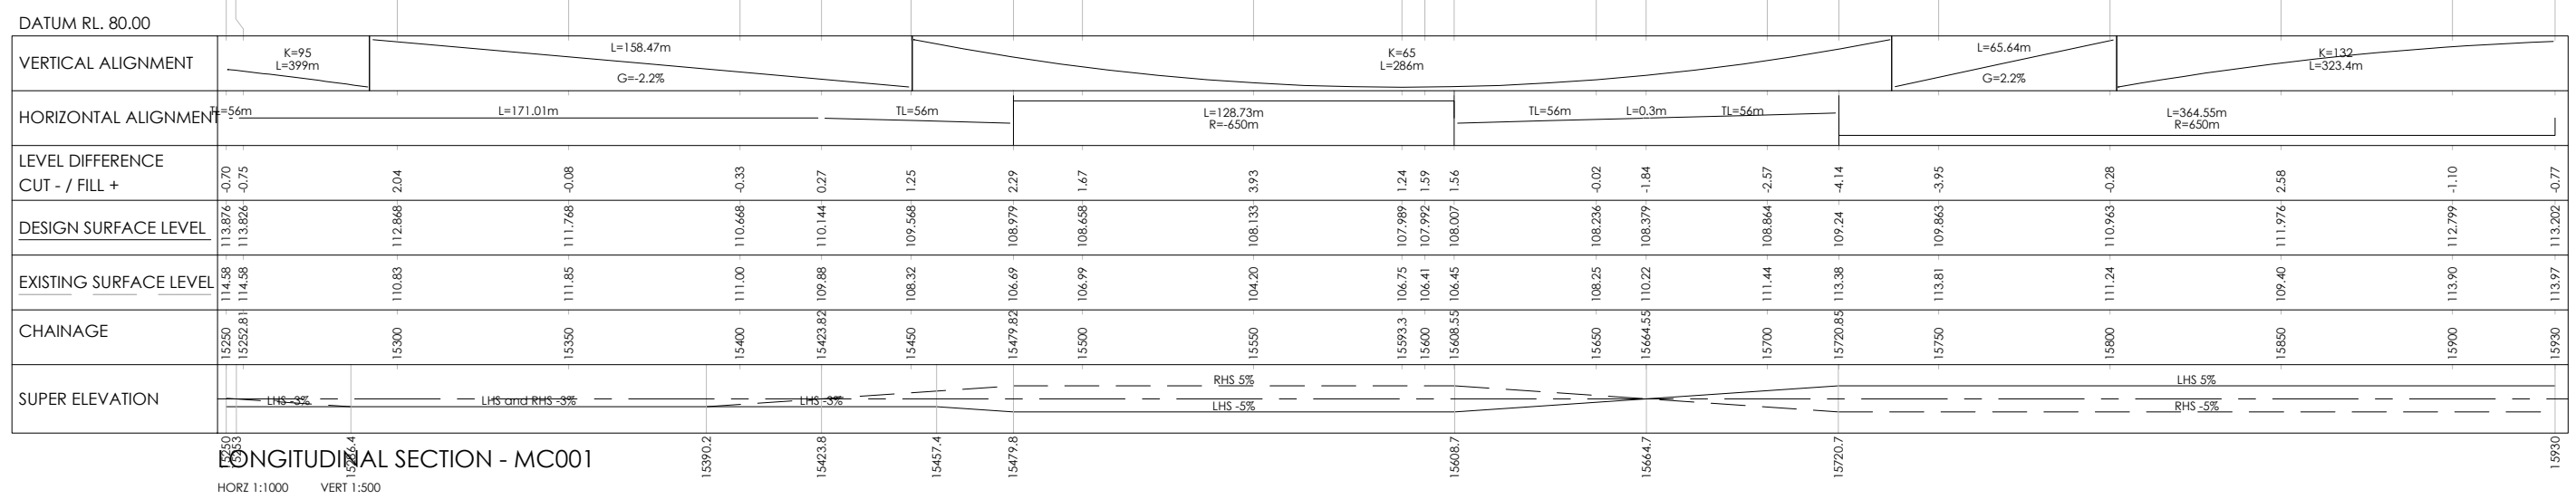 DATUM RL. 80.00
VERTICAL ALIGNMENT
K=95
L=399m
L=158.47m
G=-2.2%
K=65
L=286m
L=65.64m
G=2.2%
K=132
L=323.4m
HORIZONTAL ALIGNMENT
TL=56m
L=171.01m
TL=56m
L=128.73m
R=-650m
TL=56m
L=0.3m
TL=56m
L=364.55m
R=650m
LEVEL DIFFERENCE
CUT - / FILL +
-0.70 -0.75 2.04 -0.08 -0.33 0.27 1.25 2.29 1.67 3.93 1.24 1.59 1.56 -0.02 -1.84 -2.57 -4.14 -3.95 -0.28 2.58 -1.10 -0.77
DESIGN SURFACE LEVEL
113.876 113.826 112.868 111.768 110.668 110.144 109.568 108.979 108.658 108.133 107.989 107.992 108.007 108.236 108.379 108.864 109.24 109.863 110.963 111.976 112.799 113.202
EXISTING SURFACE LEVEL
114.58 114.58 110.83 111.85 111.00 109.88 108.32 106.69 106.99 104.20 106.75 106.41 106.45 108.25 110.22 111.44 113.38 113.81 111.24 109.40 113.90 113.97
CHAINAGE
15250 15252.81 15300 15350 15400 15423.82 15450 15479.82 15500 15550 15593.3 15600 15608.55 15650 15664.55 15700 15720.85 15750 15800 15850 15900 15930
SUPER ELEVATION
LHS -3%
LHS and RHS -3%
LHS -3%
RHS 5%
LHS -5%
LHS 5%
RHS -5%
15250 15253 15286.4 15390.2 15423.8 15457.4 15479.8 15608.7 15664.7 15720.7 15930
LONGITUDINAL SECTION - MC001
HORZ 1:1000 VERT 1:500